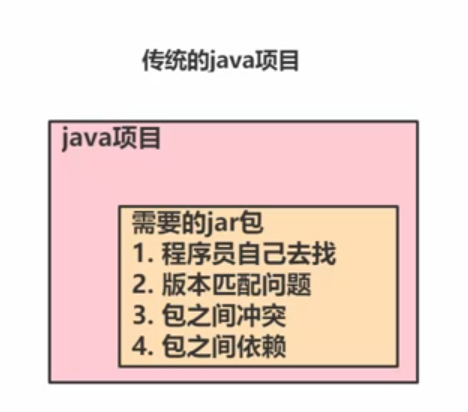 传统的java项目
java项目
需要的jar包
1. 程序员自己去找
2. 版本匹配问题
3. 包之间冲突
4. 包之间依赖